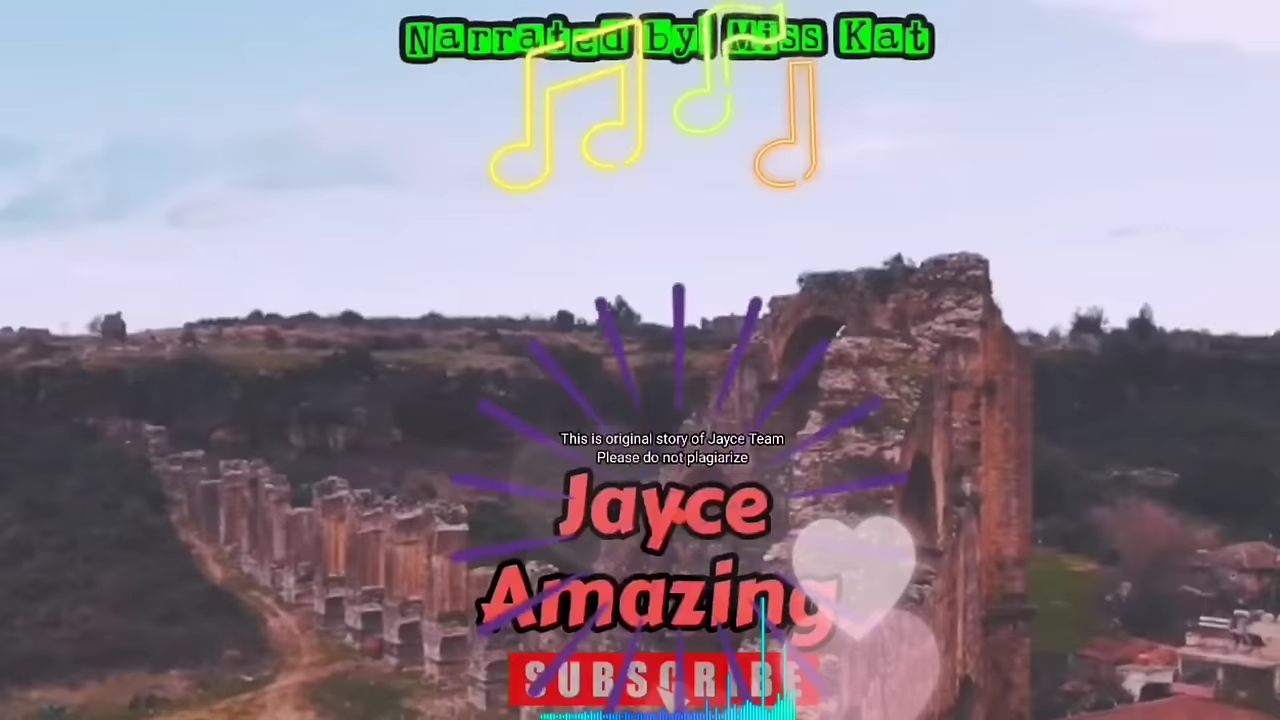 Narrated by Miss Kat
This is original story of Jayce Team
Please do not plagiarize
Jayce
Amazing
SUBSCRIBE